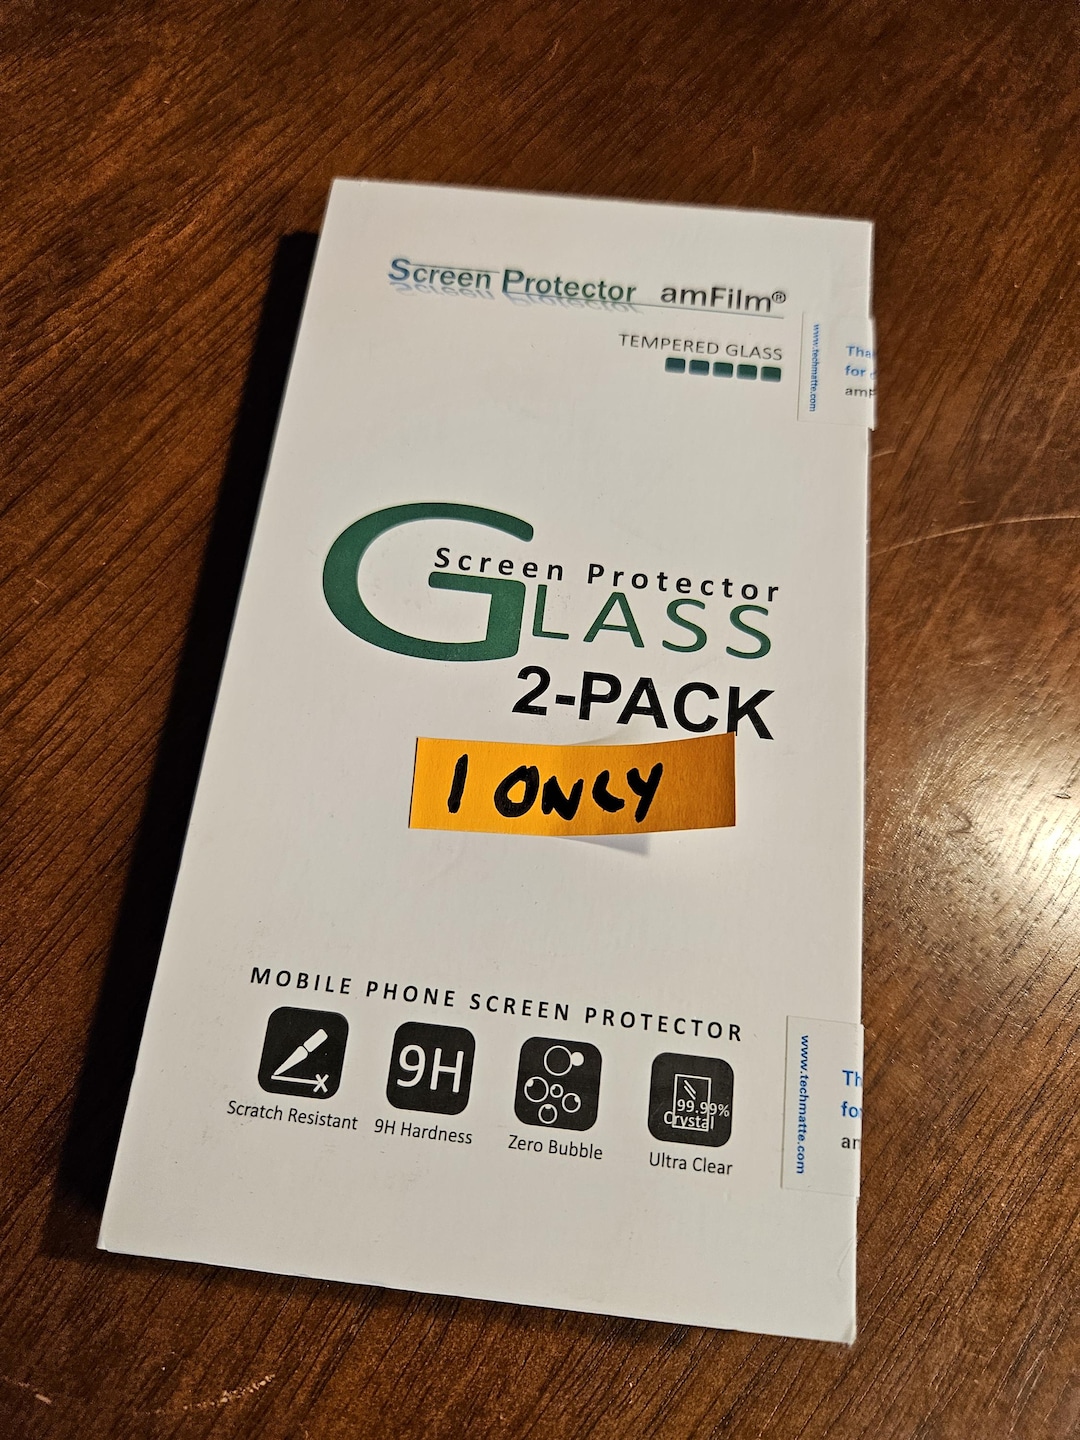 Screen Protector amFilm®
TEMPERED GLASS
www.techmatte.com
for
Screen Protector
GLASS
2-PACK
1 ONLY
MOBILE PHONE SCREEN PROTECTOR
Scratch Resistant
9H
9H Hardness
Zero Bubble
99.99%
Crystal
Ultra Clear
www.techmatte.com